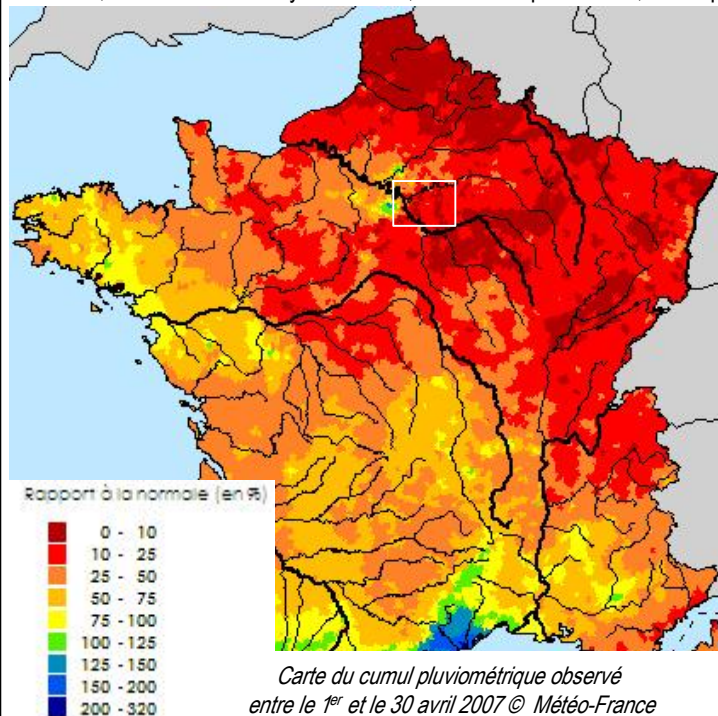 Rapport à la normale (en %)
0 - 10
10 - 25
25 - 50
50 - 75
75 - 100
100 - 125
125 - 150
150 - 200
200 - 320
Carte du cumul pluviométrique observé
entre le 1er et le 30 avril 2007 © Météo-France